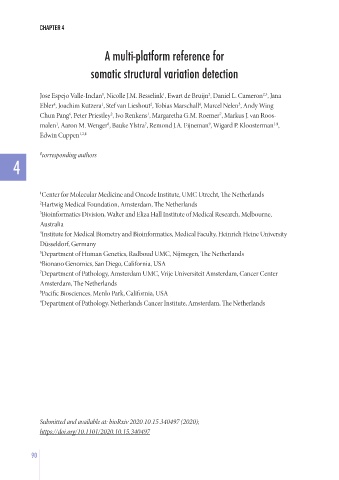 CHAPTER 4
A multi-platform reference for
somatic structural variation detection
Jose Espejo Valle-Inclan¹, Nicolle J.M. Besselink¹, Ewart de Bruijn², Daniel L. Cameron²,³, Jana
Ebler⁴, Joachim Kutzera¹, Stef van Lieshout², Tobias Marschall⁴, Marcel Nelen⁵, Andy Wing
Chun Pang⁶, Peter Priestley², Ivo Renkens¹, Margaretha G.M. Roemer⁷, Markus J. van Roos-
malen¹, Aaron M. Wenger⁸, Bauke Ylstra⁷, Remond J.A. Fijneman⁹, Wigard P. Kloosterman¹,#,
Edwin Cuppen¹,²,#
#corresponding authors
4
¹Center for Molecular Medicine and Oncode Institute, UMC Utrecht, The Netherlands
²Hartwig Medical Foundation, Amsterdam, The Netherlands
³Bioinformatics Division, Walter and Eliza Hall Institute of Medical Research, Melbourne,
Australia
⁴Institute for Medical Biometry and Bioinformatics, Medical Faculty, Heinrich Heine University
Düsseldorf, Germany
⁵Department of Human Genetics, Radboud UMC, Nijmegen, The Netherlands
⁶Bionano Genomics, San Diego, California, USA
⁷Department of Pathology, Amsterdam UMC, Vrije Universiteit Amsterdam, Cancer Center
Amsterdam, The Netherlands
⁸Pacific Biosciences, Menlo Park, California, USA
⁹Department of Pathology, Netherlands Cancer Institute, Amsterdam, The Netherlands
Submitted and available at: bioRxiv 2020.10.15.340497 (2020);
https://doi.org/10.1101/2020.10.15.340497
90